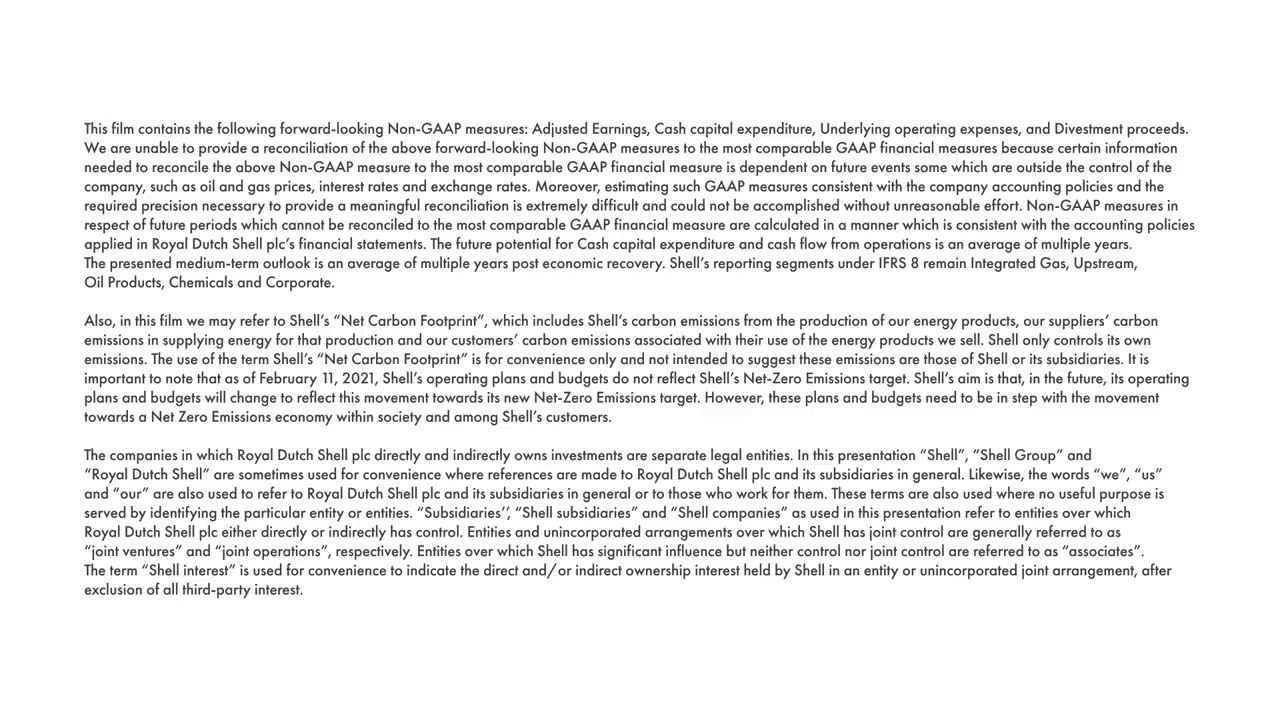 This film contains the following forward-looking Non-GAAP measures: Adjusted Earnings, Cash capital expenditure, Underlying operating expenses, and Divestment proceeds.
We are unable to provide a reconciliation of the above forward-looking Non-GAAP measures to the most comparable GAAP financial measures because certain information
needed to reconcile the above Non-GAAP measure to the most comparable GAAP financial measure is dependent on future events some which are outside the control of the
company, such as oil and gas prices, interest rates and exchange rates. Moreover, estimating such GAAP measures consistent with the company accounting policies and the
required precision necessary to provide a meaningful reconciliation is extremely difficult and could not be accomplished without unreasonable effort. Non-GAAP measures in
respect of future periods which cannot be reconciled to the most comparable GAAP financial measure are calculated in a manner which is consistent with the accounting policies
applied in Royal Dutch Shell plc’s financial statements. The future potential for Cash capital expenditure and cash flow from operations is an average of multiple years.
The presented medium-term outlook is an average of multiple years post economic recovery. Shell’s reporting segments under IFRS 8 remain Integrated Gas, Upstream,
Oil Products, Chemicals and Corporate.
Also, in this film we may refer to Shell’s “Net Carbon Footprint”, which includes Shell’s carbon emissions from the production of our energy products, our suppliers’ carbon
emissions in supplying energy for that production and our customers’ carbon emissions associated with their use of the energy products we sell. Shell only controls its own
emissions. The use of the term Shell’s “Net Carbon Footprint” is for convenience only and not intended to suggest these emissions are those of Shell or its subsidiaries. It is
important to note that as of February 11, 2021, Shell’s operating plans and budgets do not reflect Shell’s Net-Zero Emissions target. Shell’s aim is that, in the future, its operating
plans and budgets will change to reflect this movement towards its new Net-Zero Emissions target. However, these plans and budgets need to be in step with the movement
towards a Net Zero Emissions economy within society and among Shell’s customers.
The companies in which Royal Dutch Shell plc directly and indirectly owns investments are separate legal entities. In this presentation “Shell”, “Shell Group” and
“Royal Dutch Shell” are sometimes used for convenience where references are made to Royal Dutch Shell plc and its subsidiaries in general. Likewise, the words “we”, “us”
and “our” are also used to refer to Royal Dutch Shell plc and its subsidiaries in general or to those who work for them. These terms are also used where no useful purpose is
served by identifying the particular entity or entities. “Subsidiaries’’, “Shell subsidiaries” and “Shell companies” as used in this presentation refer to entities over which
Royal Dutch Shell plc either directly or indirectly has control. Entities and unincorporated arrangements over which Shell has joint control are generally referred to as
“joint ventures” and “joint operations”, respectively. Entities over which Shell has significant influence but neither control nor joint control are referred to as “associates”.
The term “Shell interest” is used for convenience to indicate the direct and/or indirect ownership interest held by Shell in an entity or unincorporated joint arrangement, after
exclusion of all third-party interest.